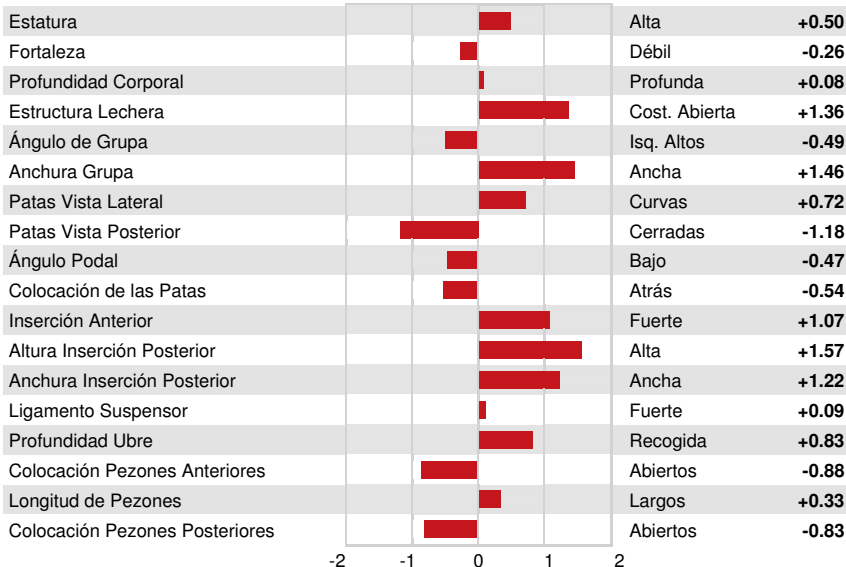 Estatura Alta +0.50
Fortaleza Débil -0.26
Profundidad Corporal Profunda +0.08
Estructura Lechera Cost. Abierta +1.36
Ángulo de Grupa Isq. Altos -0.49
Anchura Grupa Ancha +1.46
Patas Vista Lateral Curvas +0.72
Patas Vista Posterior Cerradas -1.18
Ángulo Podal Bajo -0.47
Colocación de las Patas Atrás -0.54
Inserción Anterior Fuerte +1.07
Altura Inserción Posterior Alta +1.57
Anchura Inserción Posterior Ancha +1.22
Ligamento Suspensor Fuerte +0.09
Profundidad Ubre Recogida +0.83
Colocación Pezones Anteriores Abiertos -0.88
Longitud de Pezones Largos +0.33
Colocación Pezones Posteriores Abiertos -0.83
-2 -1 0 1 2